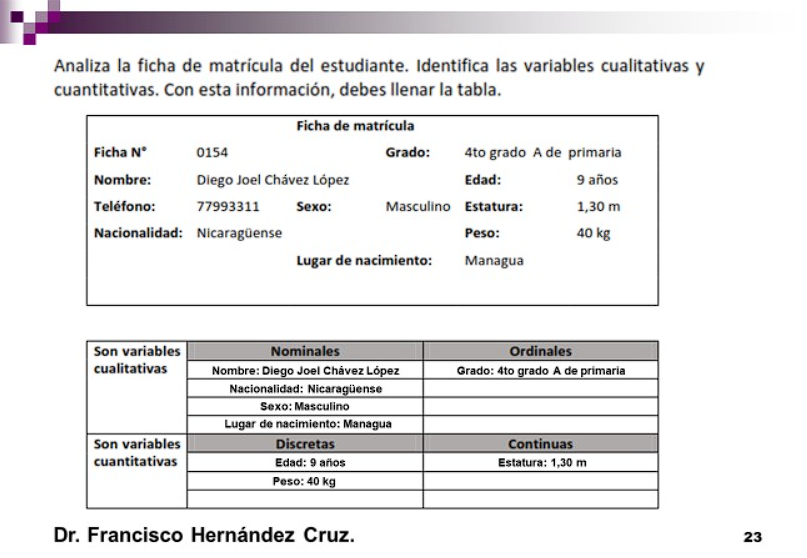 Analiza la ficha de matrícula del estudiante. Identifica las variables cualitativas y
cuantitativas. Con esta información, debes llenar la tabla.
Ficha de matrícula
Ficha N° 0154 Grado: 4to grado A de primaria
Nombre: Diego Joel Chávez López Edad: 9 años
Teléfono: 77993311 Sexo: Masculino Estatura: 1,30 m
Nacionalidad: Nicaragüense Peso: 40 kg
Lugar de nacimiento: Managua
Son variables Nominales Ordinales
cualitativas Nombre: Diego Joel Chávez López Grado: 4to grado A de primaria
Nacionalidad: Nicaragüense
Sexo: Masculino
Lugar de nacimiento: Managua
Son variables Discretas Continuas
cuantitativas Edad: 9 años Estatura: 1,30 m
Peso: 40 kg
Dr. Francisco Hernández Cruz. 23